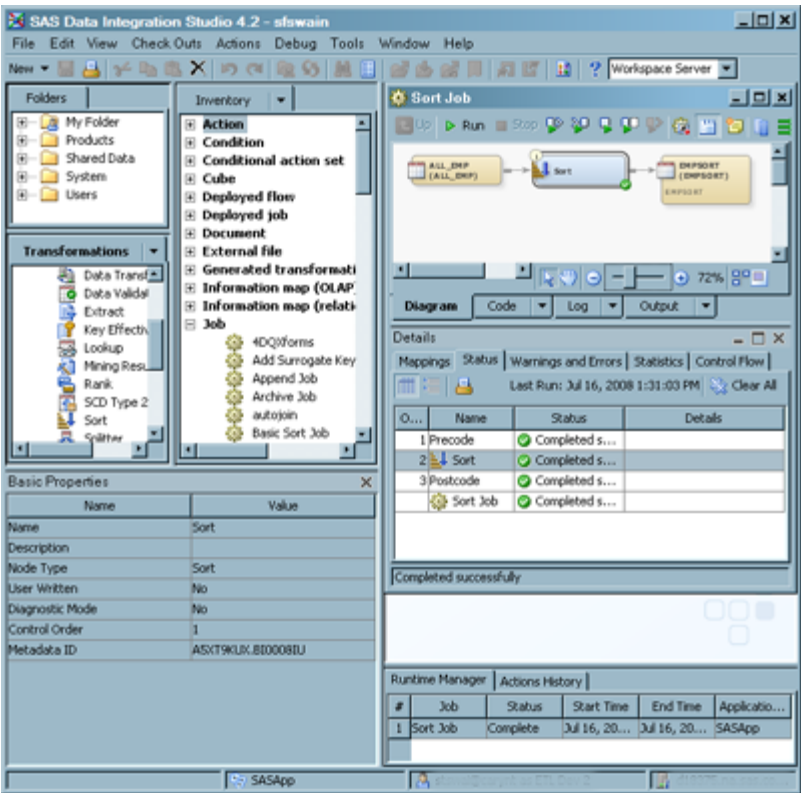 SAS Data Integration Studio 4.2 - sfswain
File Edit View Check Outs Actions Debug Tools Window Help
New Workspace Server
Folders
My Folder
Products
Shared Data
System
Users
Inventory
Action
Condition
Conditional action set
Cube
Deployed flow
Deployed job
Document
External file
Generated transformati
Information map (OLAP)
Information map (relati
Job
4DQXforms
Add Surrogate Key
Append Job
Archive Job
autojoin
Basic Sort Job
Transformations
Data Transf
Data Validat
Extract
Key Effectiv
Lookup
Mining Resu
Rank
SCD Type 2
Sort
Splitter
Sort Job
Up Run Stop
ALL_EMP
(ALL_EMP)
Sort
EMPSORT
(EMPSORT)
EMPSORT
72%
Diagram Code Log Output
Details
Mappings Status Warnings and Errors Statistics Control Flow
Last Run: Jul 16, 2008 1:31:03 PM Clear All
O... Name Status Details
1 Precode Completed s...
2 Sort Completed s...
3 Postcode Completed s...
Sort Job Completed s...
Completed successfully
Basic Properties
Name Value
Name Sort
Description
Node Type Sort
User Written No
Diagnostic Mode No
Control Order 1
Metadata ID A5XT9KUX.BI0008IU
Runtime Manager Actions History
# Job Status Start Time End Time Applicatio...
1 Sort Job Complete Jul 16, 20... Jul 16, 20... SASApp
SASApp